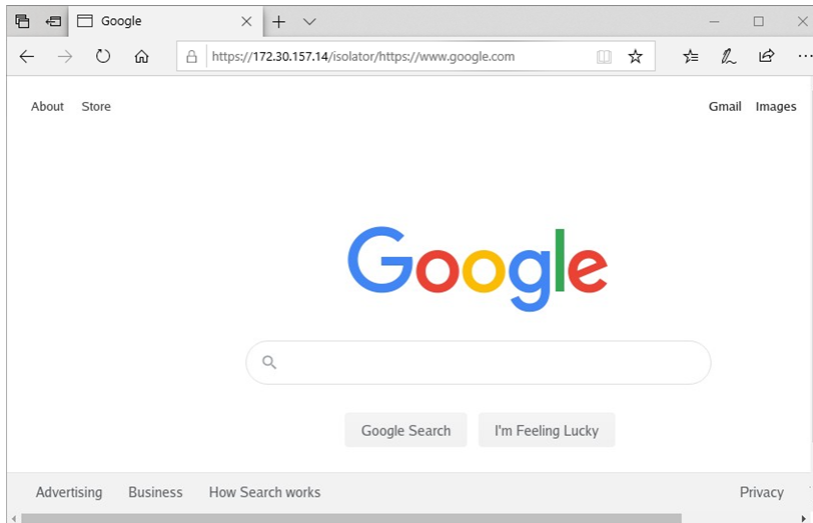 Google
https://172.30.157.14/isolator/https://www.google.com
About Store
Gmail Images
Google
Google Search I'm Feeling Lucky
Advertising Business How Search works Privacy